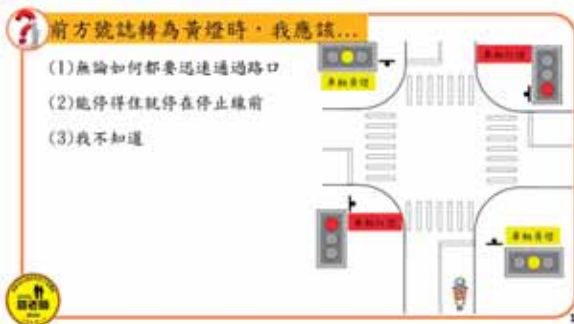 前方號誌轉為黃燈時，我應該...
(1)無論如何都要迅速通過路口
(2)能停得住就停在停止線前
(3)我不知道
車輛黃燈
車輛紅燈
車輛紅燈
車輛黃燈